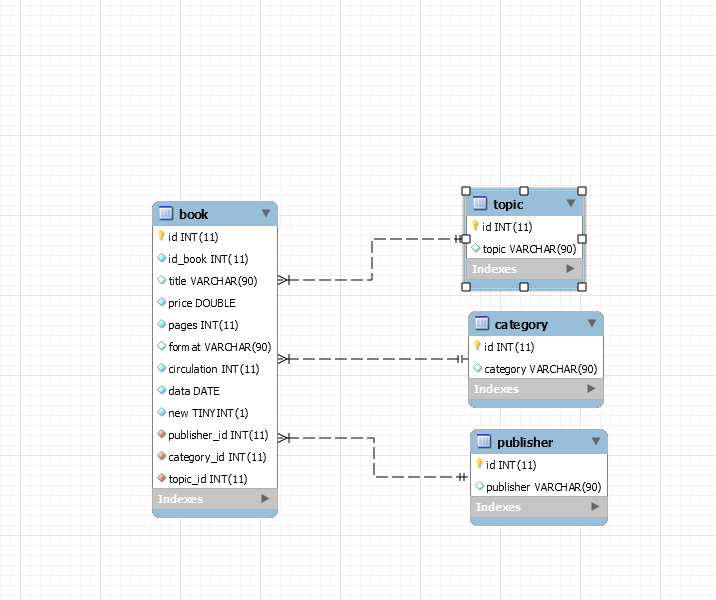 book
id INT(11)
id_book INT(11)
title VARCHAR(90)
price DOUBLE
pages INT(11)
format VARCHAR(90)
circulation INT(11)
data DATE
new TINYINT(1)
publisher_id INT(11)
category_id INT(11)
topic_id INT(11)
Indexes
topic
id INT(11)
topic VARCHAR(90)
Indexes
category
id INT(11)
category VARCHAR(90)
Indexes
publisher
id INT(11)
publisher VARCHAR(90)
Indexes